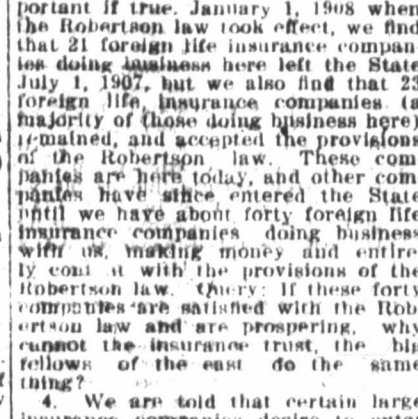 portant if true. January 1, 1908 when
the Robertson law took effect, we find
that 21 foreign life insurance compan
ies doing business here left the State
July 1, 1907, but we also find that 23
foreign life, insurance companies (a
majority of those doing business here)
remained, and accepted the provisions
of the Robertson law. These com
panies are here today, and other com
panies have since entered the State
until we have about forty foreign life
insurance companies doing business
with us, making money and entire
ly with the provisions of the
Robertson law. Query: If these forty
companies are satisfied with the Rob
ertson law and are prospering, why
cannot the insurance trust, the big
fellows of the east do the same
thing?
4. We are told that certain large
insurance companies desire to